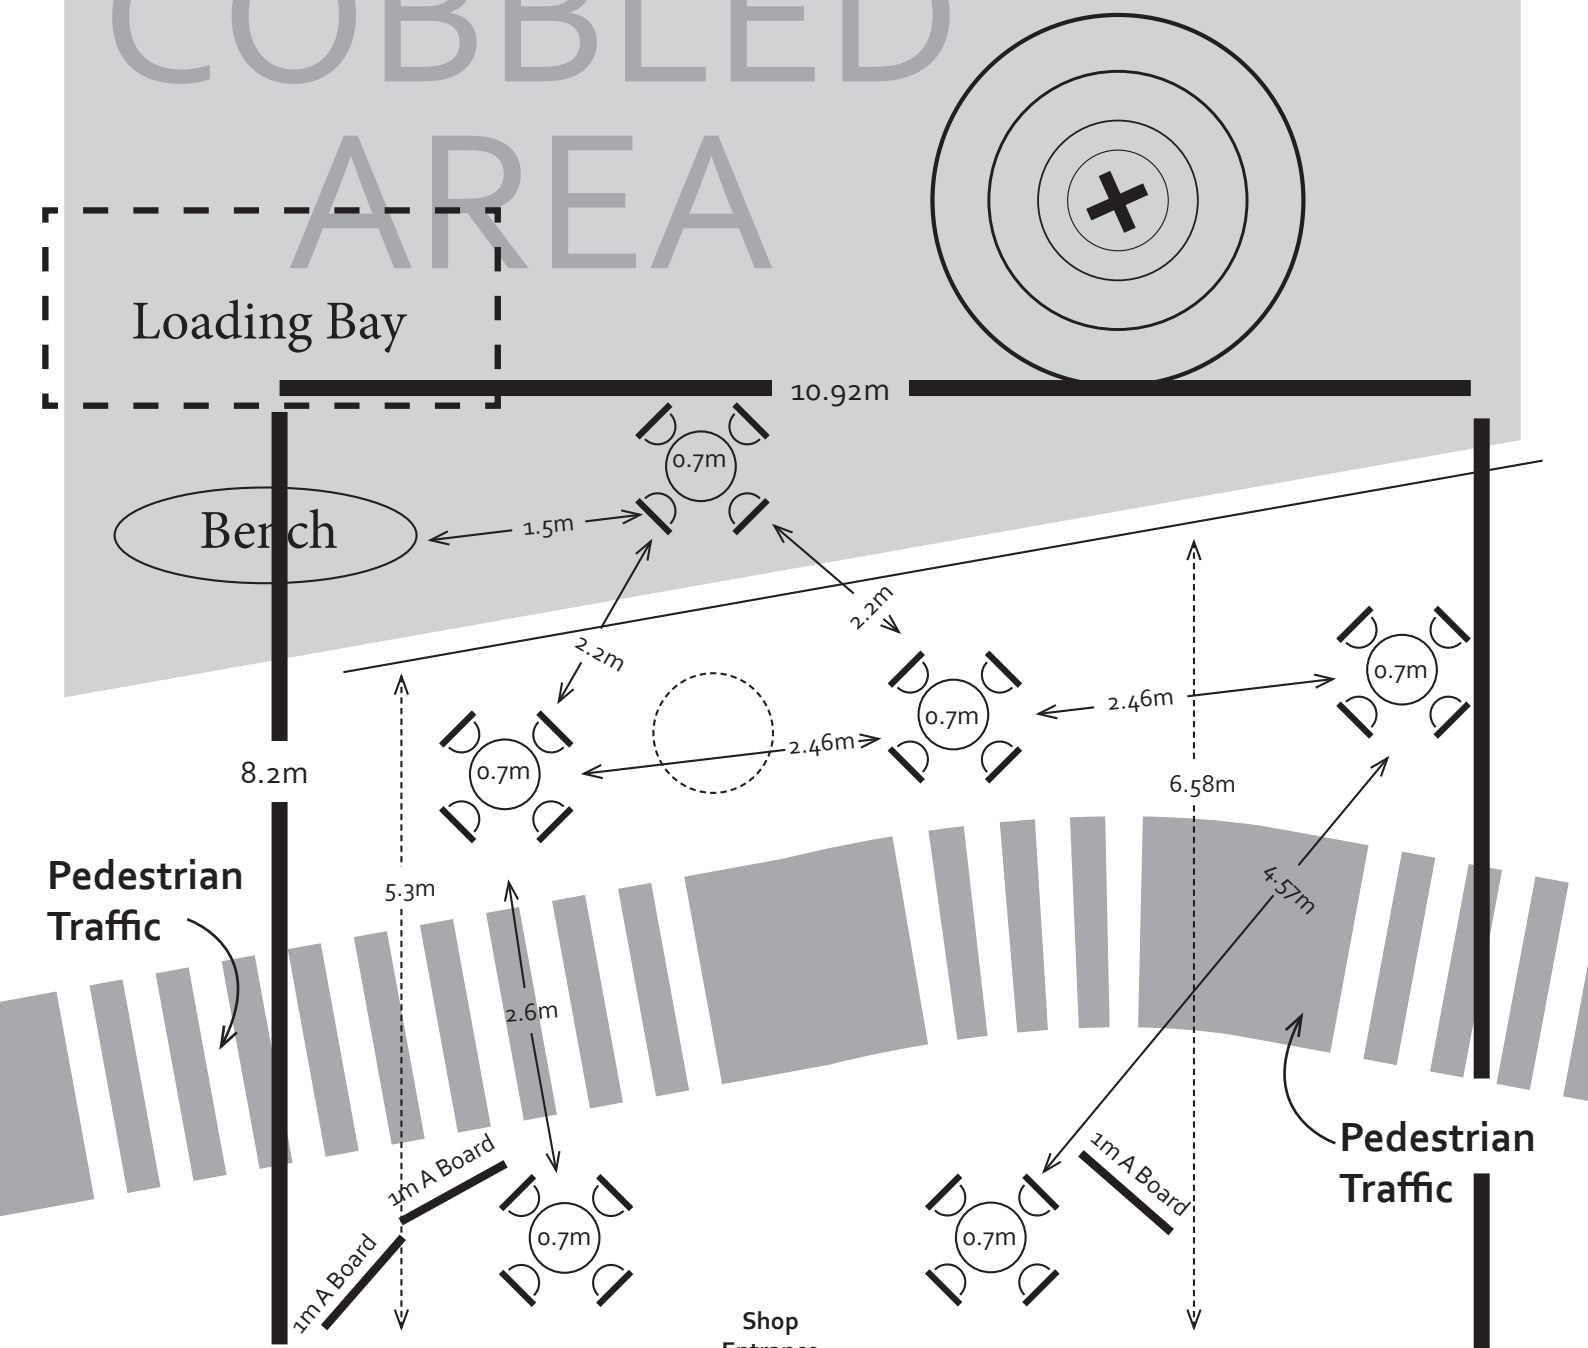 COBBLED
AREA
Loading Bay
10.92m
0.7m
Bench
1.5m
2.2m
2.2m
0.7m
2.46m
0.7m
2.46m
0.7m
8.2m
6.58m
Pedestrian
Traffic
5.3m
4.57m
2.6m
1m A Board
1m A Board
Pedestrian
Traffic
1m A Board
0.7m
0.7m
Shop
Entrance